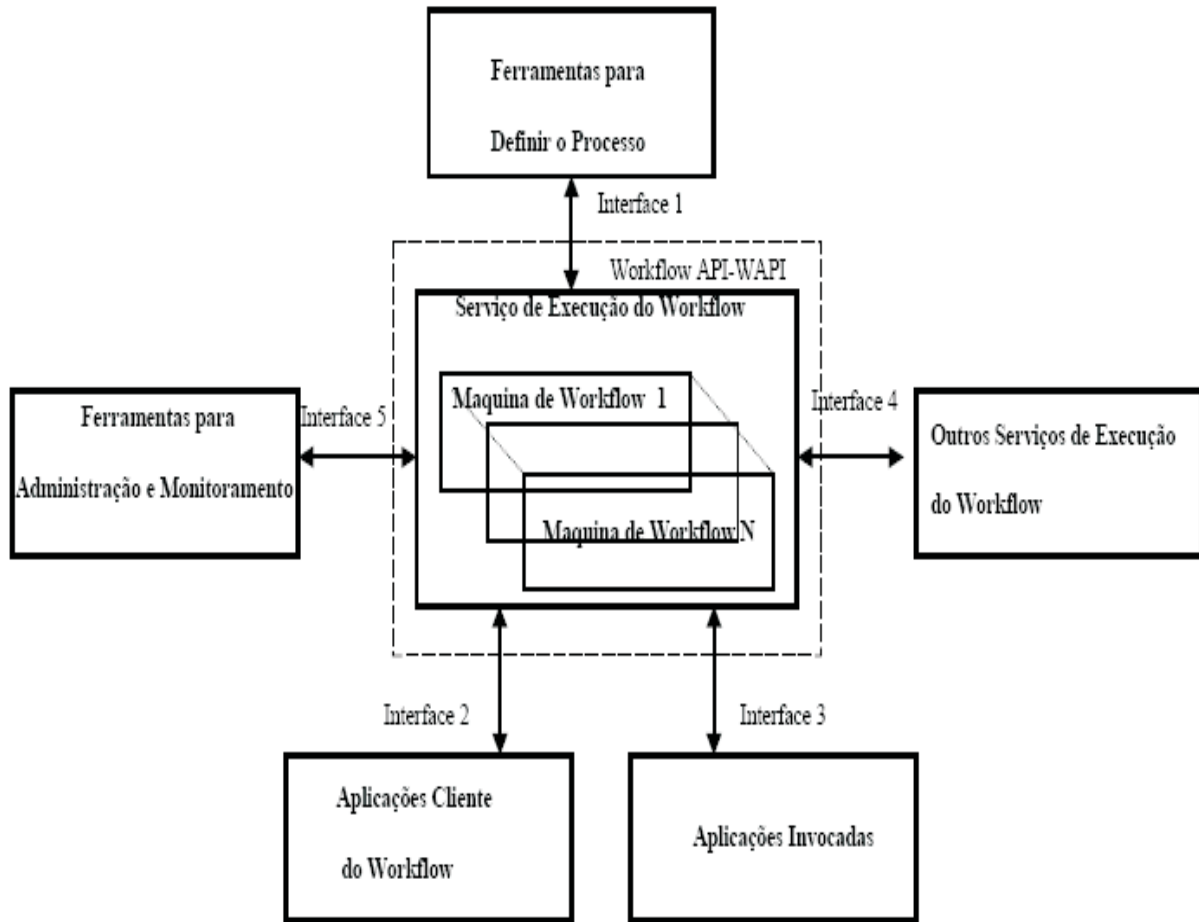 Ferramentas para
Definir o Processo
Interface 1
Workflow API-WAPI
Serviço de Execução do Workflow
Maquina de Workflow 1
Maquina de Workflow N
Ferramentas para
Administração e Monitoramento
Interface 5
Interface 4
Outros Serviços de Execução
do Workflow
Interface 2
Interface 3
Aplicações Cliente
do Workflow
Aplicações Invocadas